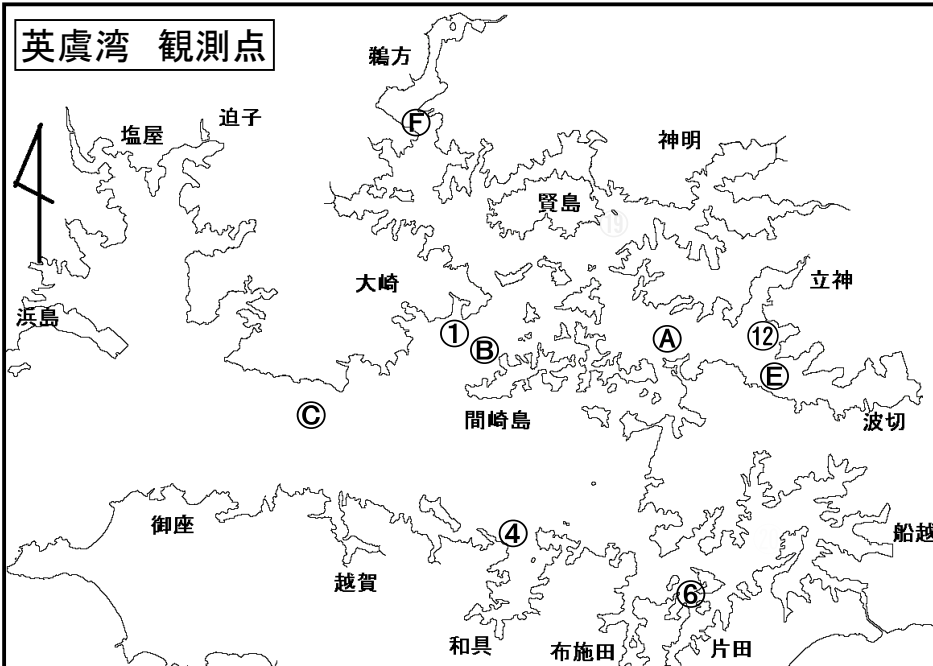 英虞湾 観測点
鵜方
Ⓕ
迫子
塩屋
神明
賢島
⑲
立神
大崎
浜島
①
Ⓑ
Ⓐ
⑫
Ⓔ
Ⓒ
間崎島
波切
御座
④
船越
越賀
⑥
和具
布施田
片田